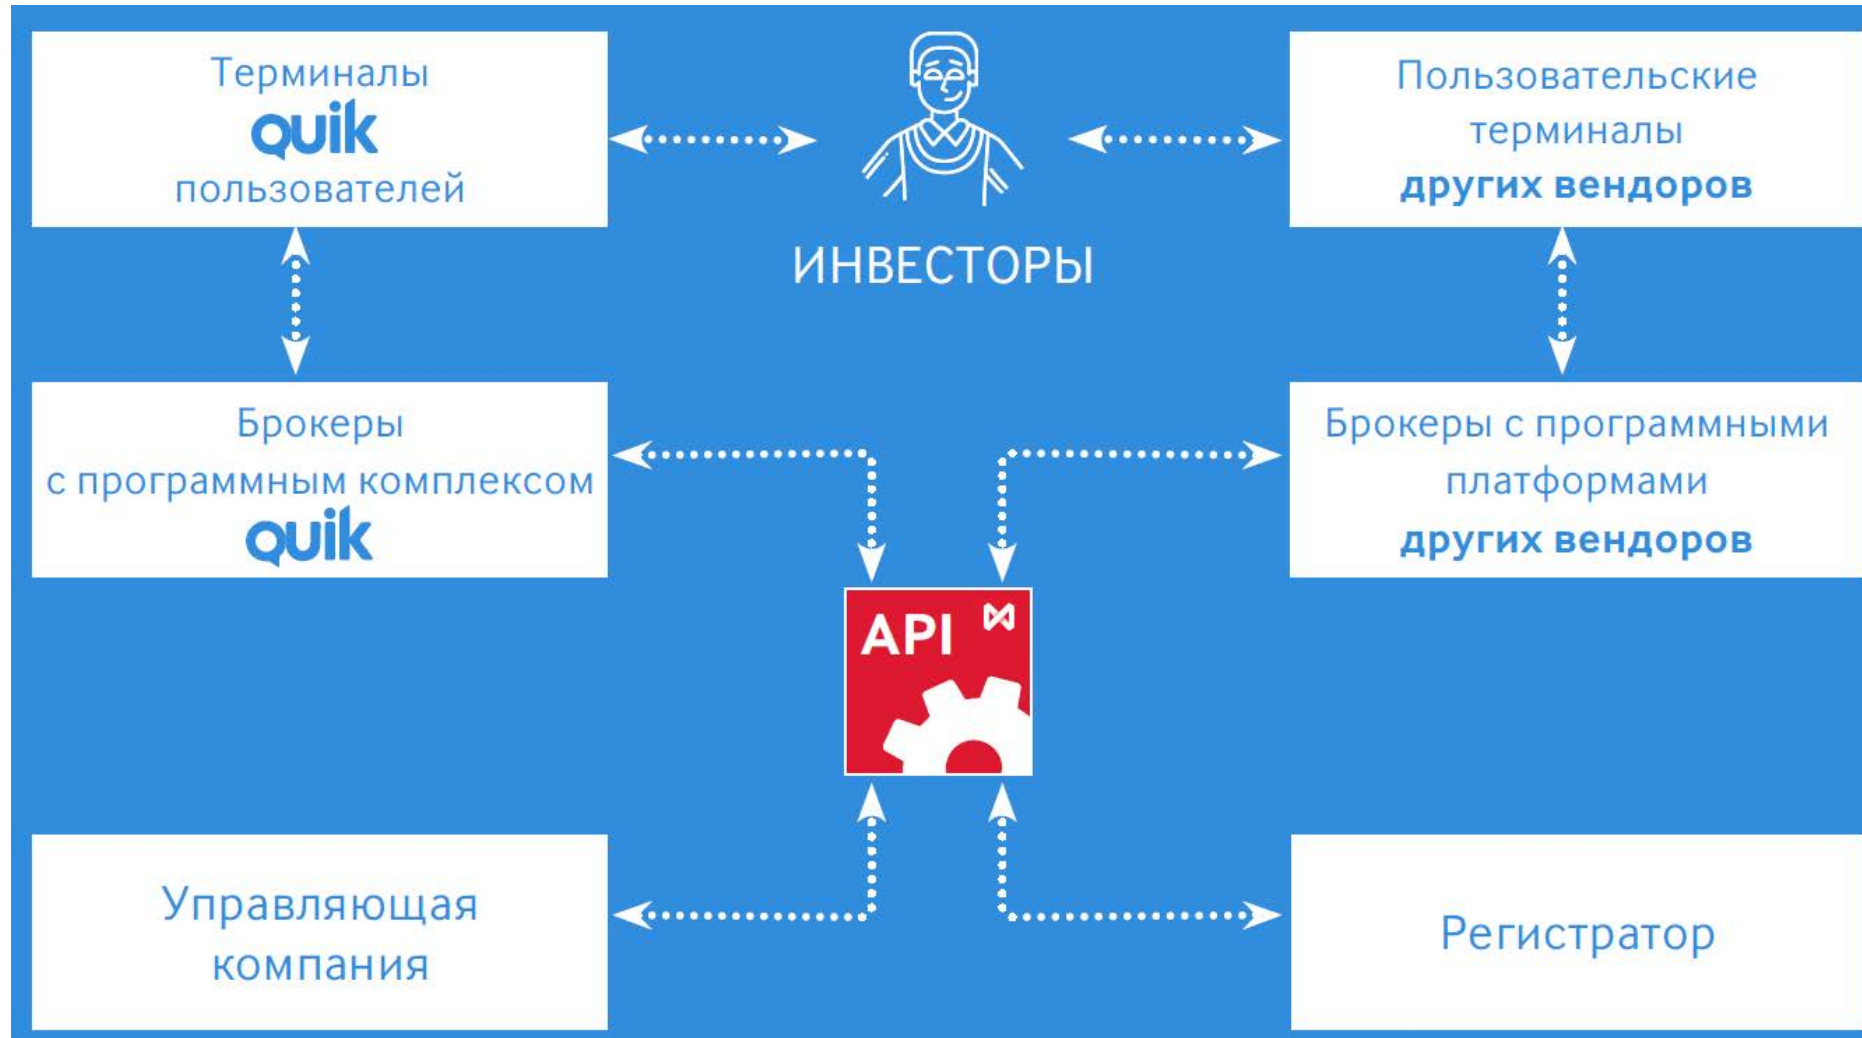 Терминалы
quik
пользователей
ИНВЕСТОРЫ
Пользовательские
терминалы
других вендоров
Брокеры
с программным комплексом
quik
Брокеры с программными
платформами
других вендоров
API
Управляющая
компания
Регистратор